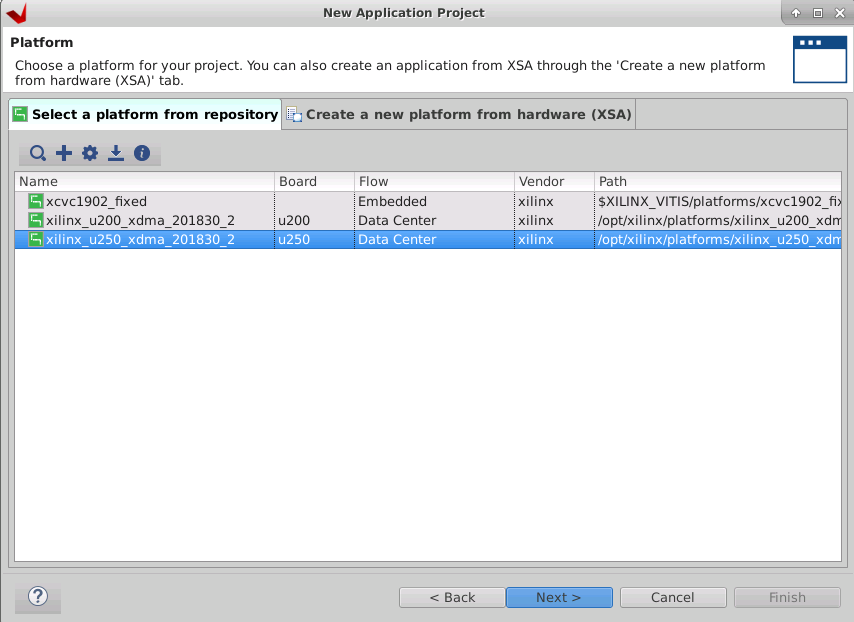 New Application Project
Platform
Choose a platform for your project. You can also create an application from XSA through the 'Create a new platform
from hardware (XSA)' tab.
Select a platform from repository Create a new platform from hardware (XSA)
Name Board Flow Vendor Path
xcvc1902_fixed Embedded xilinx $XILINX_VITIS/platforms/xcvc1902_fix
xilinx_u200_xdma_201830_2 u200 Data Center xilinx /opt/xilinx/platforms/xilinx_u200_xdm
xilinx_u250_xdma_201830_2 u250 Data Center xilinx /opt/xilinx/platforms/xilinx_u250_xdm
? < Back Next > Cancel Finish